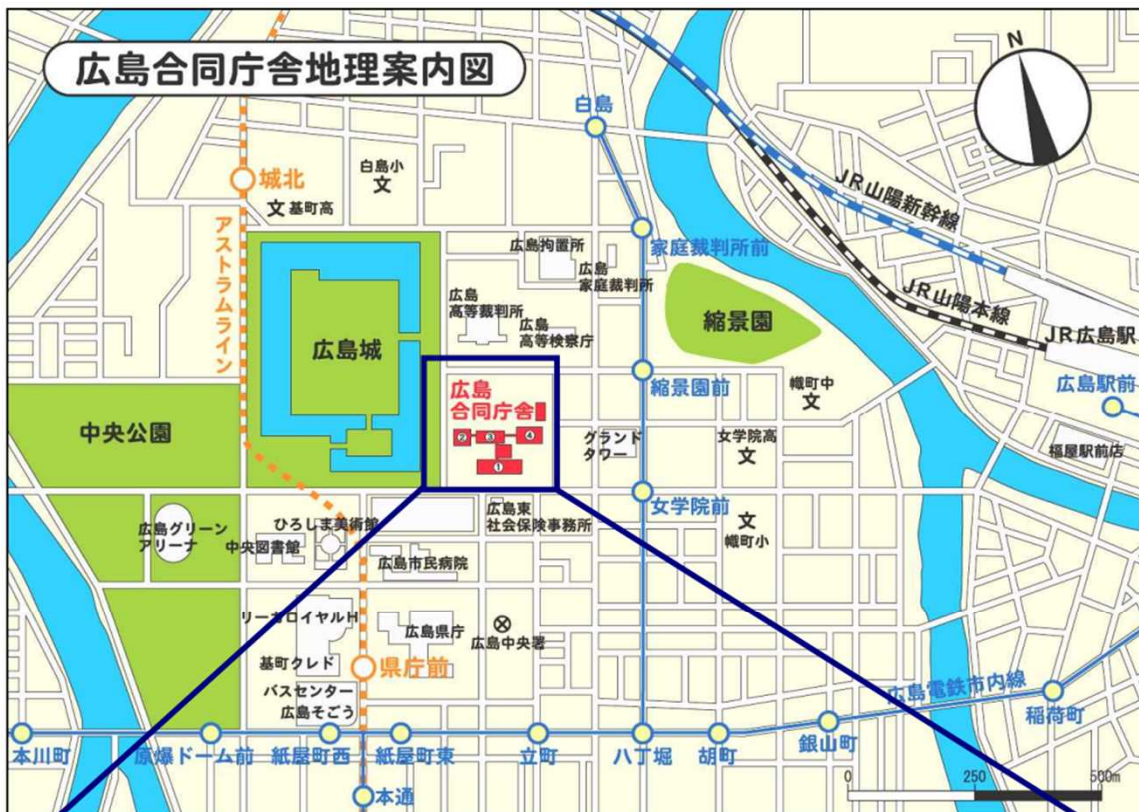 広島合同庁舎地理案内図
N
白島
城北
白島小
文
文 基町高
アストラムライン
JR山陽新幹線
広島拘置所
家庭裁判所前
広島
家庭裁判所
広島
高等裁判所
広島
高等検察庁
縮景園
JR山陽本線
JR広島駅
広島城
広島
合同庁舎
②
③
④
①
縮景園前
幟町中
文
広島駅前
中央公園
グランド
タワー
女学院高
文
福屋駅前店
女学院前
広島東
社会保険事務所
文
幟町小
広島グリーン
アリーナ
ひろしま美術館
中央図書館
広島市民病院
リーガロイヤルH
広島県庁
広島中央署
基町クレド
県庁前
バスセンター
広島そごう
広島電鉄市内線
稲荷町
本川町
原爆ドーム前
紙屋町西
紙屋町東
立町
八丁堀
胡町
銀山町
本通
0
250
500m